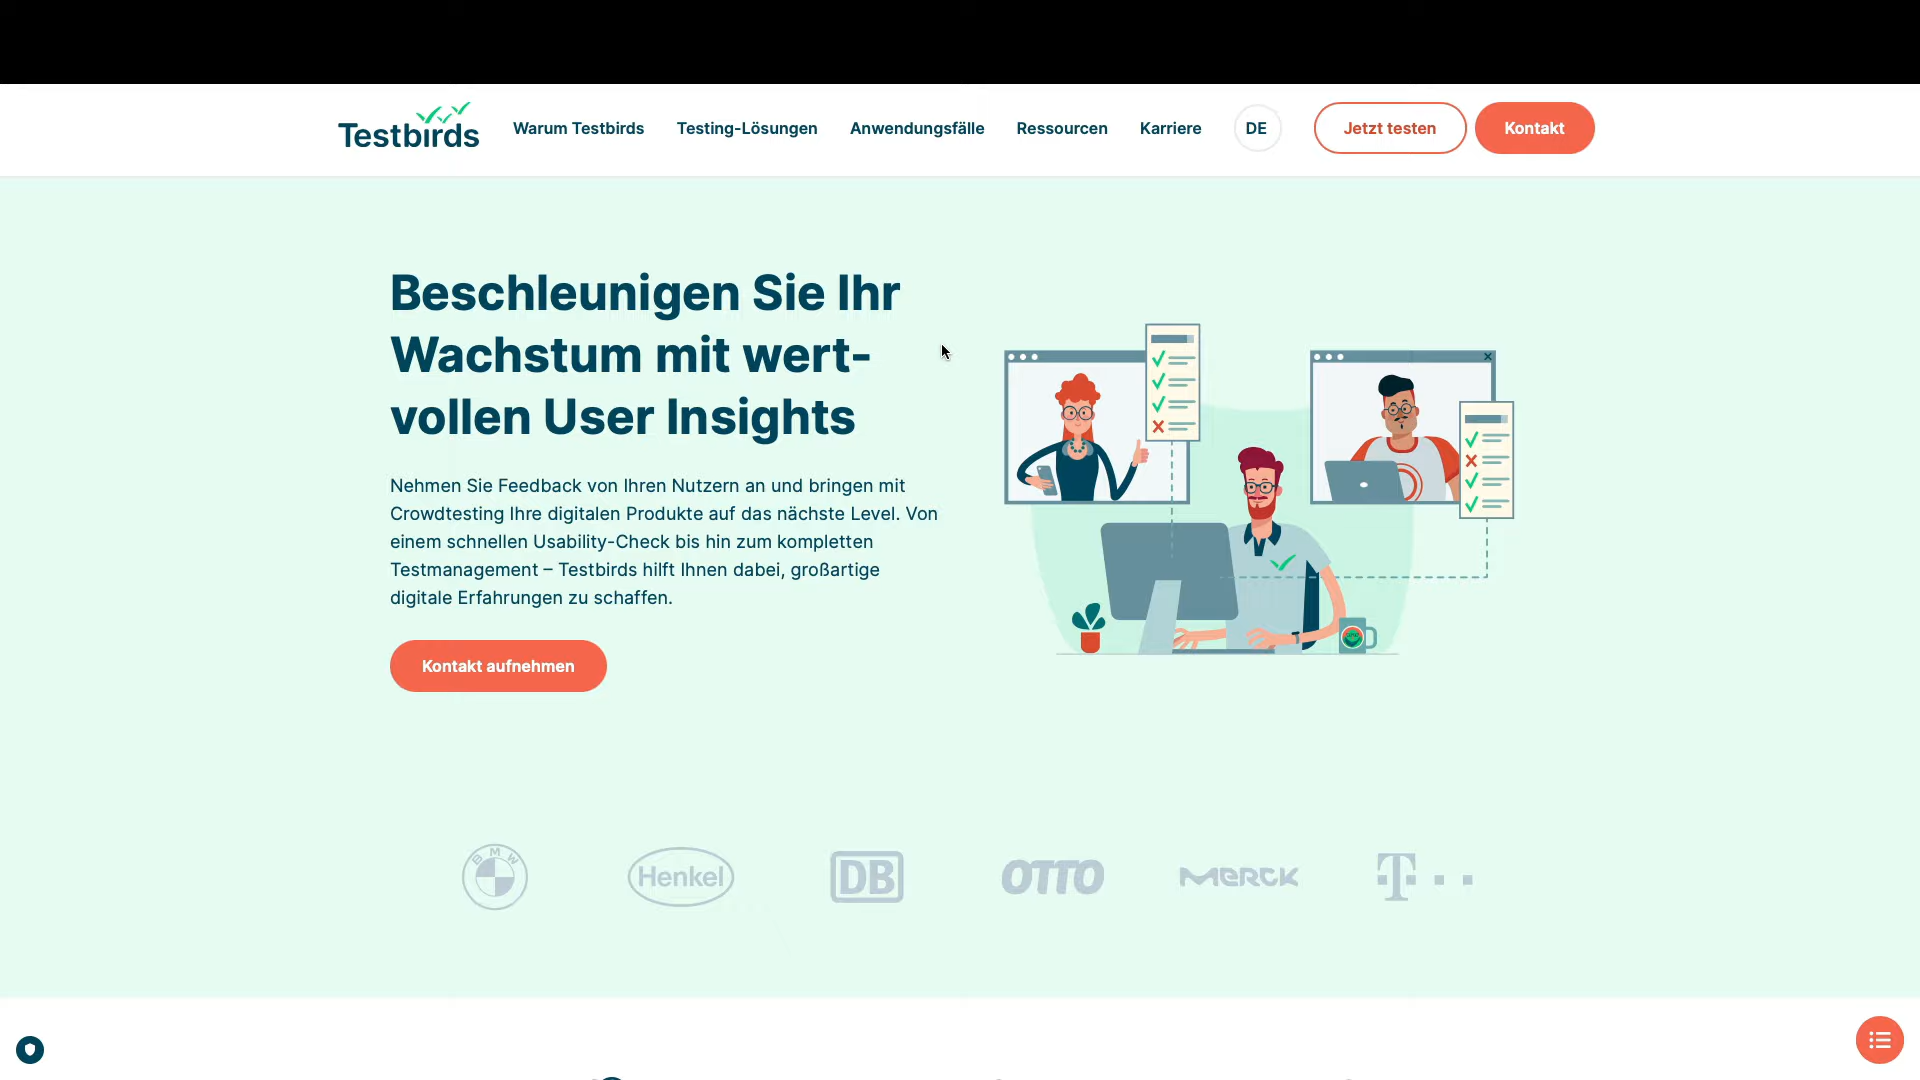 Testbirds
Warum Testbirds
Testing-Lösungen
Anwendungsfälle
Ressourcen
Karriere
DE
Jetzt testen
Kontakt
Beschleunigen Sie Ihr
Wachstum mit wert-
vollen User Insights
Nehmen Sie Feedback von Ihren Nutzern an und bringen mit
Crowdtesting Ihre digitalen Produkte auf das nächste Level. Von
einem schnellen Usability-Check bis hin zum kompletten
Testmanagement – Testbirds hilft Ihnen dabei, großartige
digitale Erfahrungen zu schaffen.
Kontakt aufnehmen
BMW
Henkel
DB
OTTO
MERCK
T